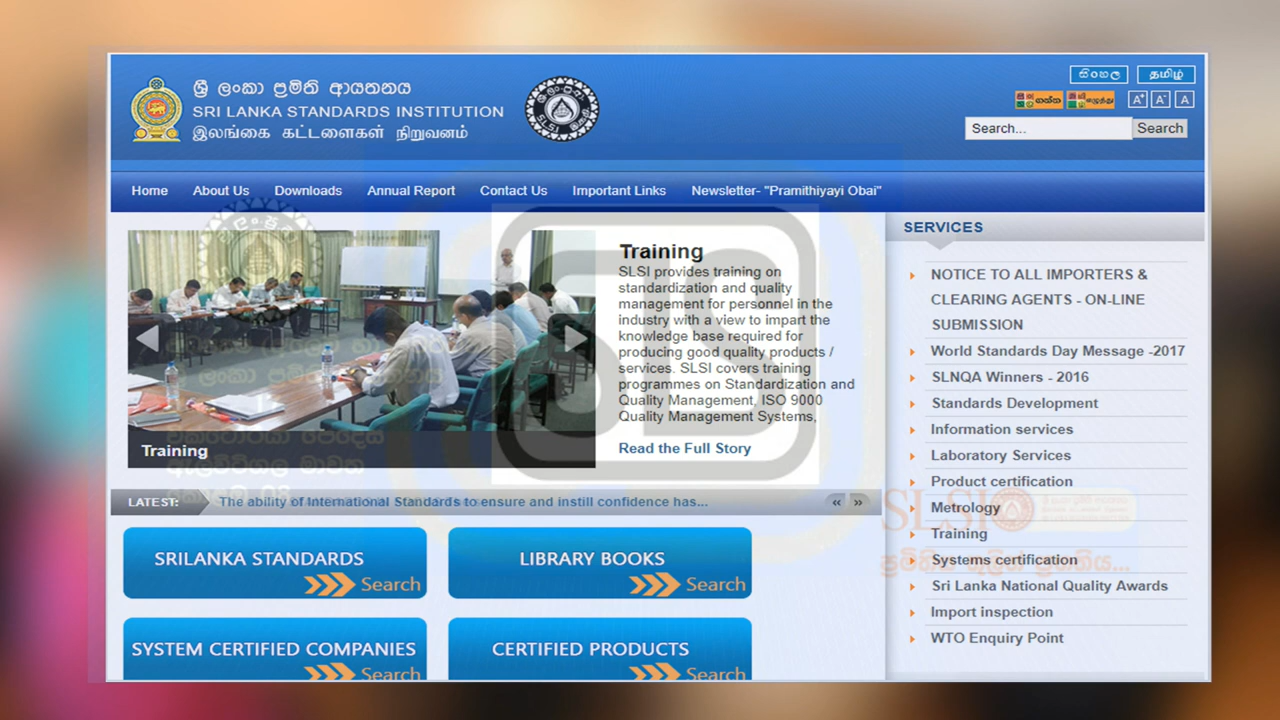 සිංහල தமிழ்
ශ්‍රී ලංකා ප්‍රමිති ආයතනය
SRI LANKA STANDARDS INSTITUTION
இலங்கை கட்டளைகள் நிறுவனம்
SLSI
A+ A- A
Search... Search
Home About Us Downloads Annual Report Contact Us Important Links Newsletter- "Pramithiyayi Obai"
Training
SLSI provides training on
standardization and quality
management for personnel in the
industry with a view to impart the
knowledge base required for
producing good quality products /
services. SLSI covers training
programmes on Standardization and
Quality Management, ISO 9000
Quality Management Systems,
Read the Full Story
Training
LATEST: The ability of International Standards to ensure and instill confidence has... « »
SRILANKA STANDARDS
Search
LIBRARY BOOKS
Search
SYSTEM CERTIFIED COMPANIES
Search
CERTIFIED PRODUCTS
Search
SERVICES
NOTICE TO ALL IMPORTERS &
CLEARING AGENTS - ON-LINE
SUBMISSION
World Standards Day Message -2017
SLNQA Winners - 2016
Standards Development
Information services
Laboratory Services
Product certification
Metrology
Training
Systems certification
Sri Lanka National Quality Awards
Import inspection
WTO Enquiry Point
SLSI